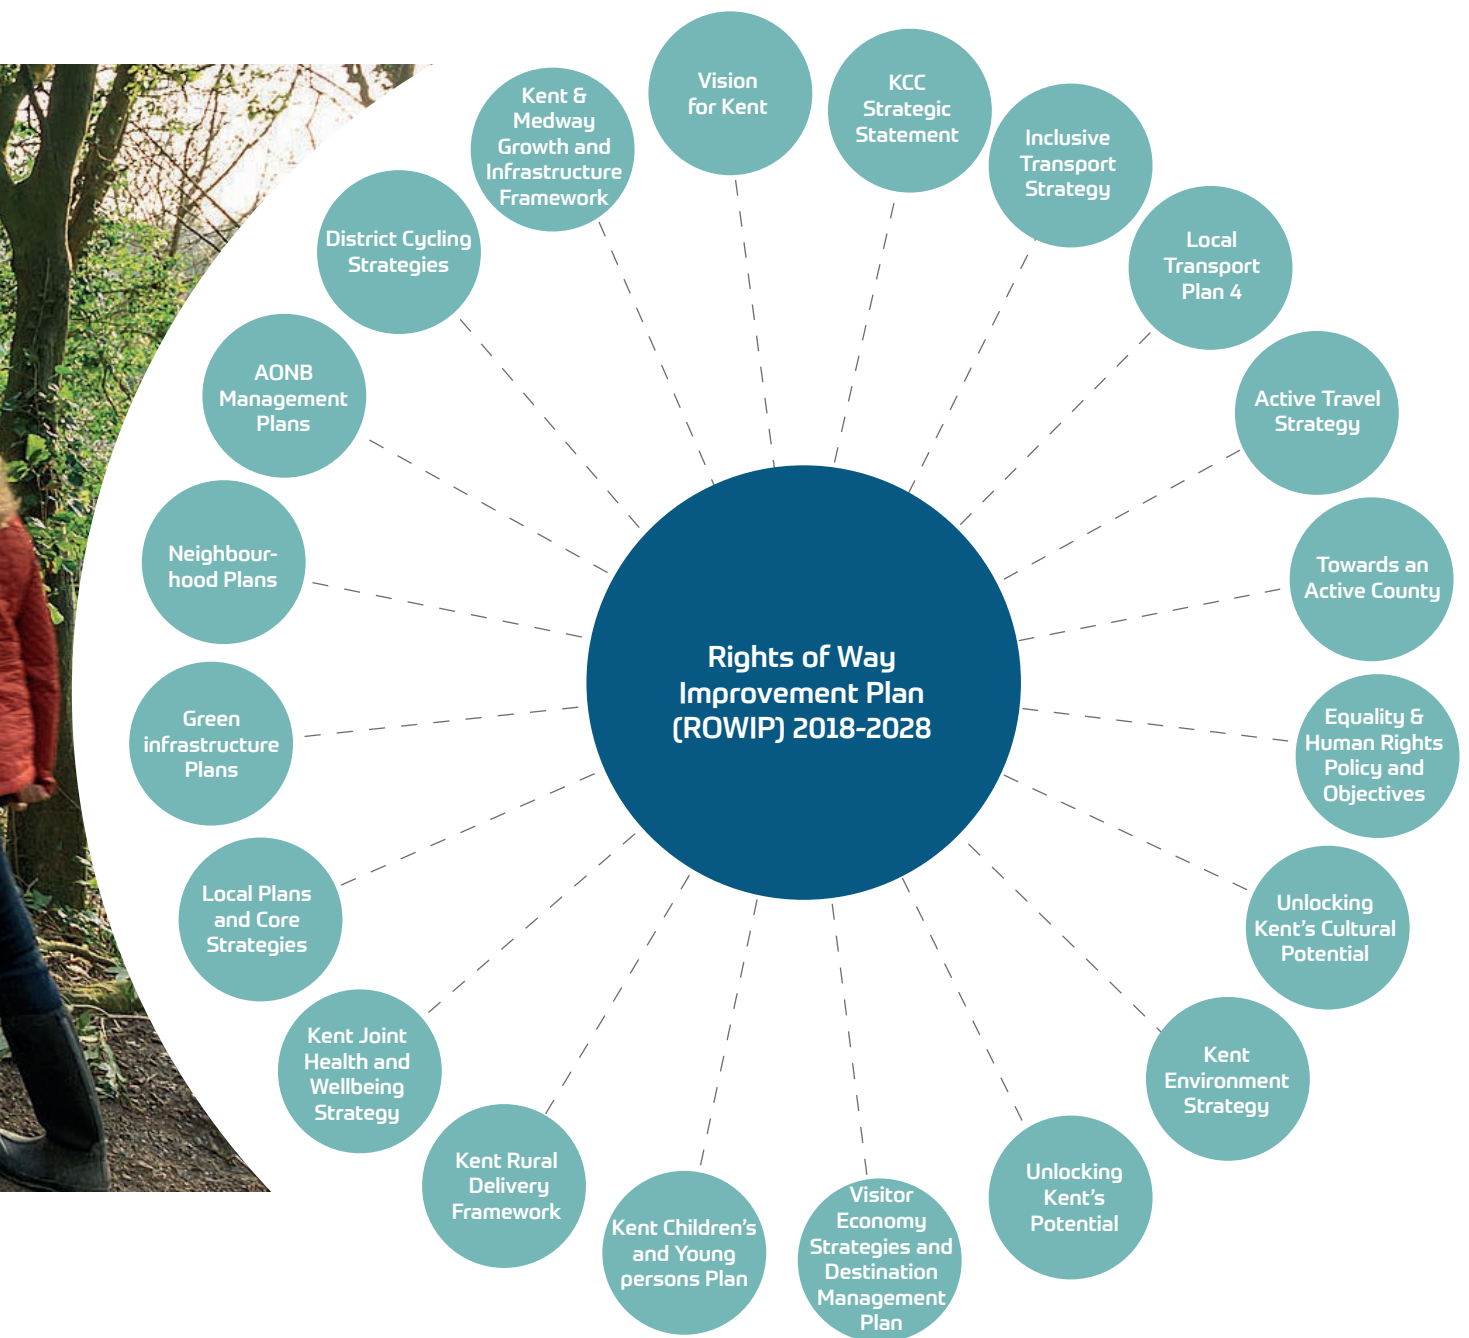 Vision
for Kent
KCC
Strategic
Statement
Inclusive
Transport
Strategy
Local
Transport
Plan 4
Active Travel
Strategy
Towards an
Active County
Equality &
Human Rights
Policy and
Objectives
Unlocking
Kent's Cultural
Potential
Kent
Environment
Strategy
Unlocking
Kent's
Potential
Visitor
Economy
Strategies and
Destination
Management
Plan
Kent Children's
and Young
persons Plan
Kent Rural
Delivery
Framework
Kent Joint
Health and
Wellbeing
Strategy
Local Plans
and Core
Strategies
Green
infrastructure
Plans
Neighbour-
hood Plans
AONB
Management
Plans
District Cycling
Strategies
Kent &
Medway
Growth and
Infrastructure
Framework
Rights of Way
Improvement Plan
(ROWIP) 2018-2028